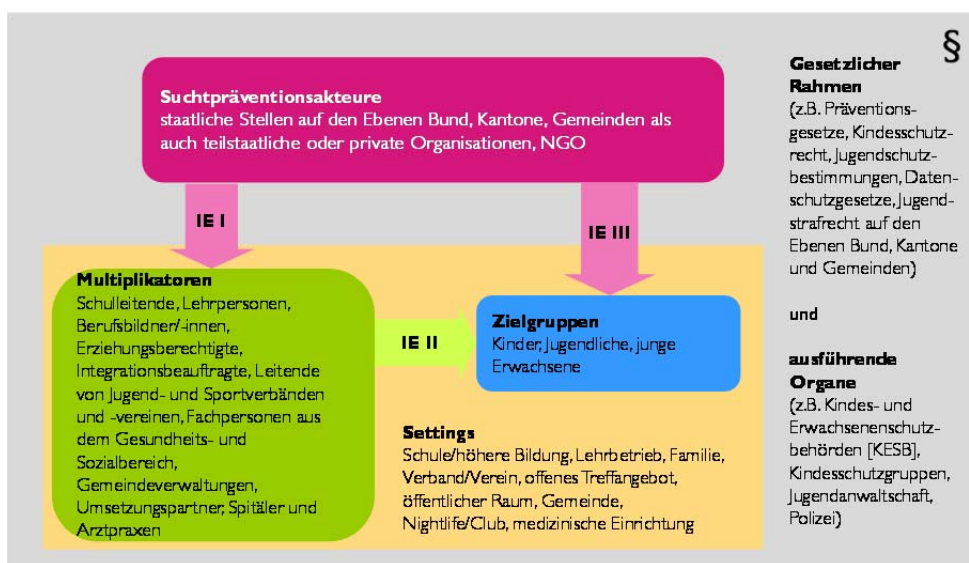 Suchtpräventionsakteure
staatliche Stellen auf den Ebenen Bund, Kantone, Gemeinden als
auch teilstaatliche oder private Organisationen, NGO
IE I
IE III
Multiplikatoren
Schulleitende, Lehrpersonen,
Berufsbildner/-innen,
Erziehungsberechtigte,
Integrationsbeauftragte, Leitende
von Jugend- und Sportverbänden
und -vereinen, Fachpersonen aus
dem Gesundheits- und
Sozialbereich,
Gemeindeverwaltungen,
Umsetzungspartner, Spitäler und
Arztpraxen
IE II
Zielgruppen
Kinder, Jugendliche, junge
Erwachsene
Settings
Schule/höhere Bildung, Lehrbetrieb, Familie,
Verband/Verein, offenes Treffangebot,
öffentlicher Raum, Gemeinde,
Nightlife/Club, medizinische Einrichtung
§
Gesetzlicher
Rahmen
(z.B. Präventions-
gesetze, Kindesschutz-
recht, Jugendschutz-
bestimmungen, Daten-
schutzgesetze, Jugend-
strafrecht auf den
Ebenen Bund, Kantone
und Gemeinden)
und
ausführende
Organe
(z.B. Kindes- und
Erwachsenenschutz-
behörden [KESB],
Kindesschutzgruppen,
Jugendanwaltschaft,
Polizei)